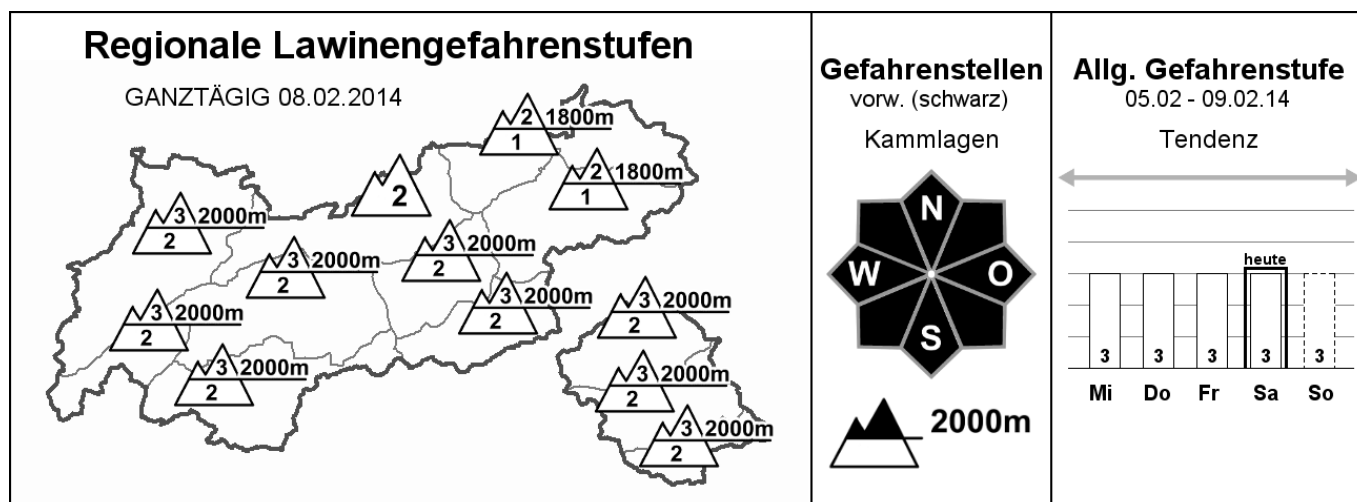 Regionale Lawinengefahrenstufen
GANZTÄGIG 08.02.2014
2 1800m
1
2 1800m
1
2
3 2000m
2
3 2000m
2
3 2000m
2
3 2000m
2
3 2000m
2
3 2000m
2
3 2000m
2
3 2000m
2
3 2000m
2
Gefahrenstellen
vorw. (schwarz)
Kammlagen
N
W O
S
2000m
Allg. Gefahrenstufe
05.02 - 09.02.14
Tendenz
heute
3 3 3 3 3
Mi Do Fr Sa So